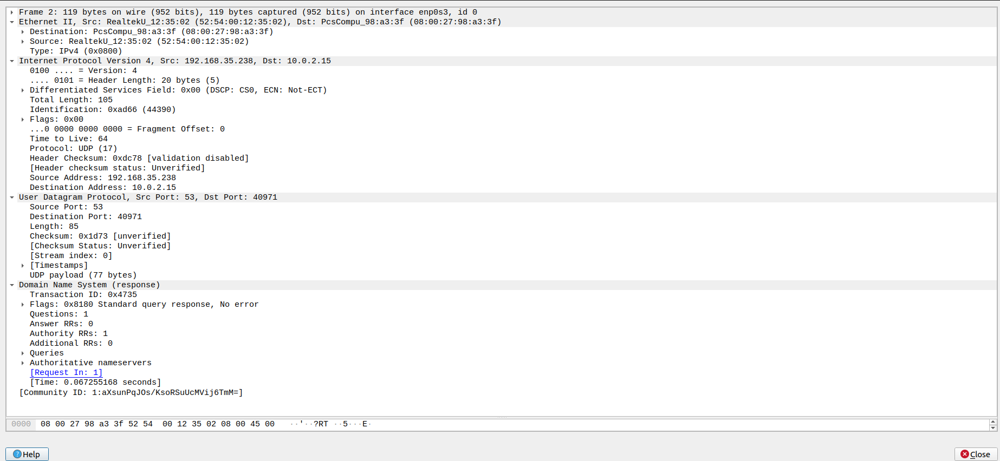 Frame 2: 119 bytes on wire (952 bits), 119 bytes captured (952 bits) on interface enp0s3, id 0
Ethernet II, Src: RealtekU_12:35:02 (52:54:00:12:35:02), Dst: PcsCompu_98:a3:3f (08:00:27:98:a3:3f)
Destination: PcsCompu_98:a3:3f (08:00:27:98:a3:3f)
Source: RealtekU_12:35:02 (52:54:00:12:35:02)
Type: IPv4 (0x0800)
Internet Protocol Version 4, Src: 192.168.35.238, Dst: 10.0.2.15
0100 .... = Version: 4
.... 0101 = Header Length: 20 bytes (5)
Differentiated Services Field: 0x00 (DSCP: CS0, ECN: Not-ECT)
Total Length: 105
Identification: 0xad66 (44390)
Flags: 0x00
...0 0000 0000 0000 = Fragment Offset: 0
Time to Live: 64
Protocol: UDP (17)
Header Checksum: 0xdc78 [validation disabled]
[Header checksum status: Unverified]
Source Address: 192.168.35.238
Destination Address: 10.0.2.15
User Datagram Protocol, Src Port: 53, Dst Port: 40971
Source Port: 53
Destination Port: 40971
Length: 85
Checksum: 0x1d73 [unverified]
[Checksum Status: Unverified]
[Stream index: 0]
[Timestamps]
UDP payload (77 bytes)
Domain Name System (response)
Transaction ID: 0x4735
Flags: 0x8180 Standard query response, No error
Questions: 1
Answer RRs: 0
Authority RRs: 1
Additional RRs: 0
Queries
Authoritative nameservers
[Request In: 1]
[Time: 0.067255168 seconds]
[Community ID: 1:aXsunPqJOs/KsoRSuUcMVij6TmM=]
0000 08 00 27 98 a3 3f 52 54 00 12 35 02 08 00 45 00 ··'··?RT ··5···E·
Help
Close